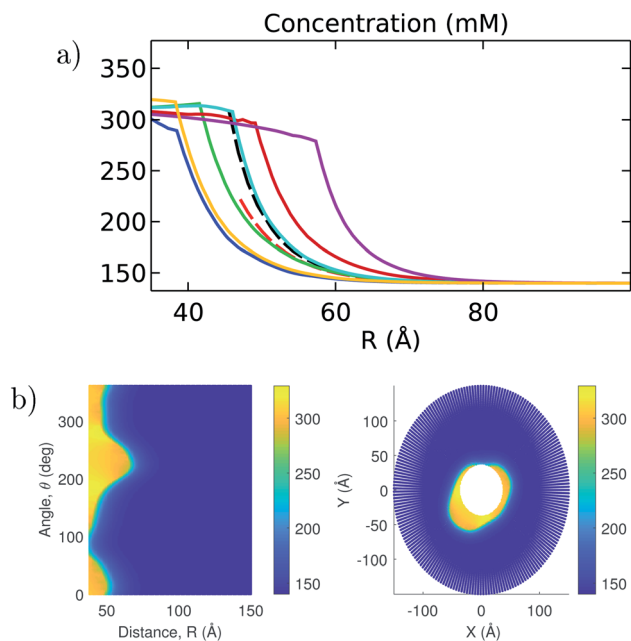 Concentration (mM)
a)
350
300
250
200
150
40 60 80
R (Å)
b)
300
200
100
0
Angle, θ (deg)
50 100 150
Distance, R (Å)
300
250
200
150
100
50
0
-50
-100
Y (Å)
-100 0 100
X (Å)
300
250
200
150